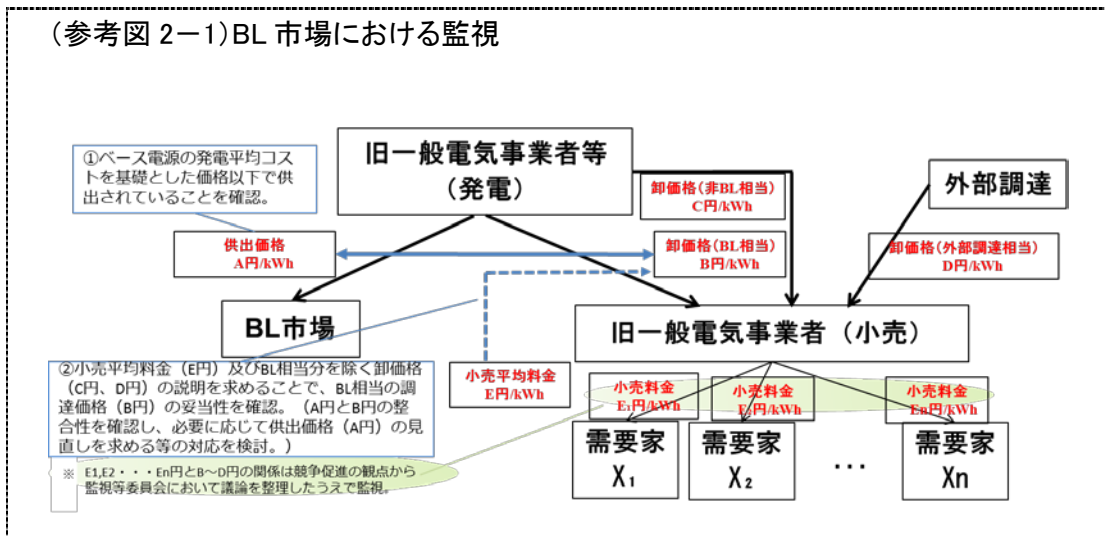 (参考図 2-1)BL 市場における監視
①ベース電源の発電平均コス
トを基礎とした価格以下で供
出されていることを確認。
旧一般電気事業者等
(発電)
卸価格(非BL相当)
C円/kWh
外部調達
供出価格
A円/kWh
卸価格(BL相当)
B円/kWh
卸価格(外部調達相当)
D円/kWh
BL市場
旧一般電気事業者(小売)
②小売平均料金(E円)及びBL相当分を除く卸価格
(C円、D円)の説明を求めることで、BL相当の調
達価格(B円)の妥当性を確認。(A円とB円の整
合性を確認し、必要に応じて供出価格(A円)の見
直しを求める等の対応を検討。)
小売平均料金
E円/kWh
小売料金
E₁円/kWh
小売料金
E₂円/kWh
小売料金
En円/kWh
需要家
X₁
需要家
X₂
・・・
需要家
Xn
※ E1,E2・・・En円とB~D円の関係は競争促進の観点から
監視等委員会において議論を整理したうえで監視。